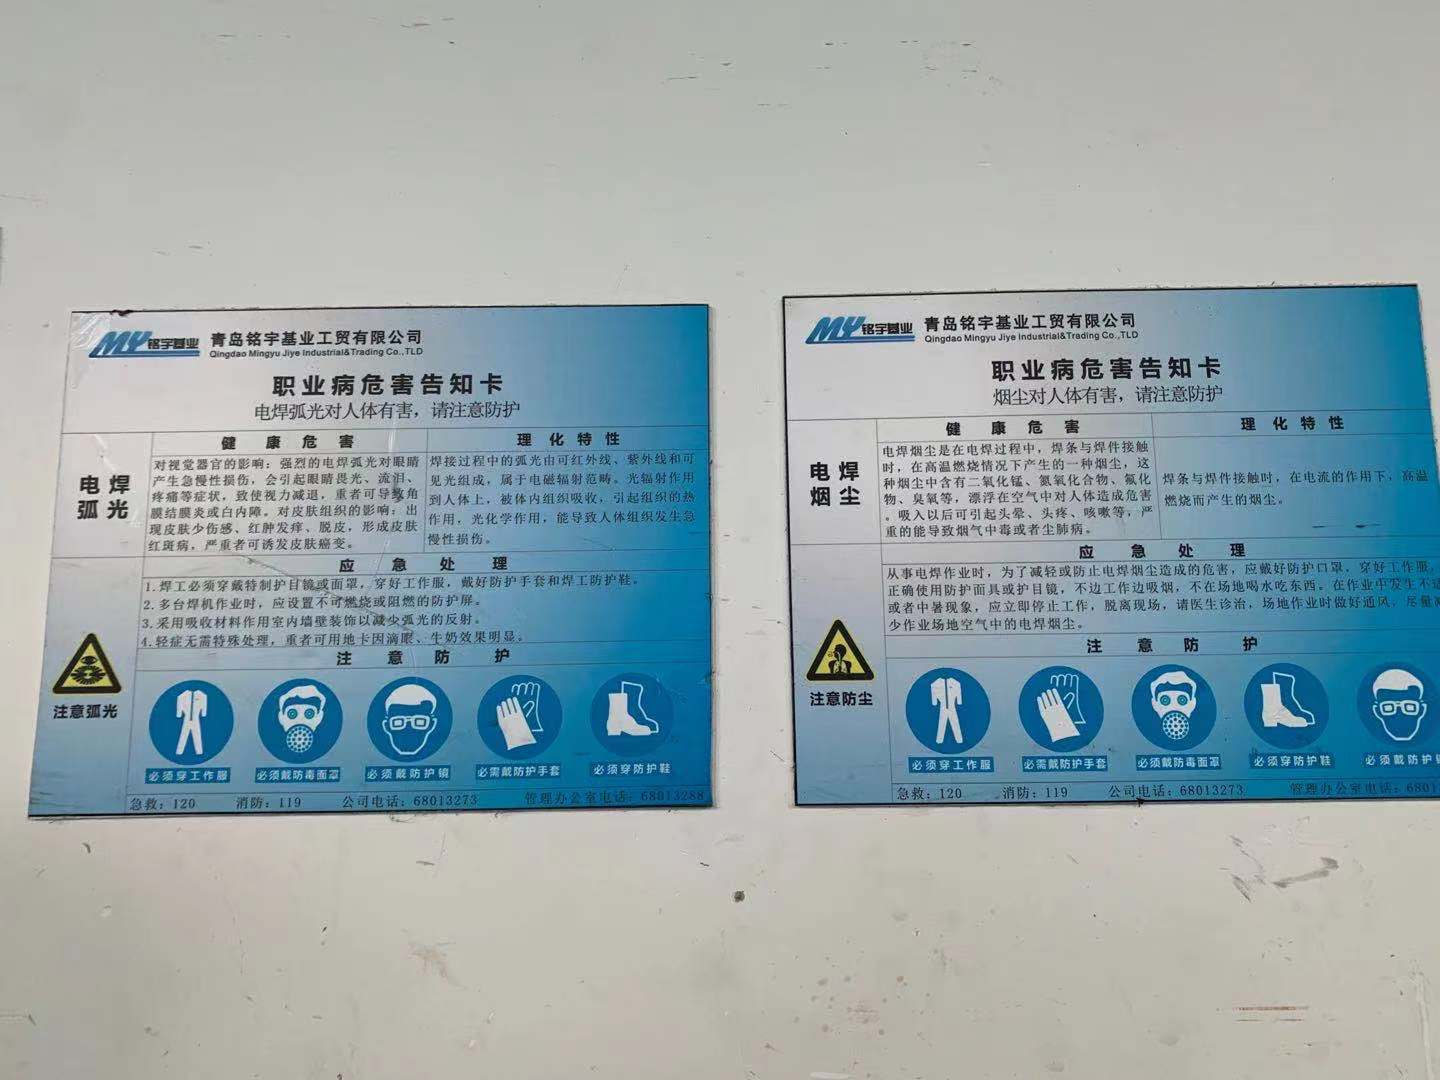 MY 铭宇基业 青岛铭宇基业工贸有限公司
Qingdao Mingyu Jiye Industrial&Trading Co.,TLD
职业病危害告知卡
电焊弧光对人体有害，请注意防护
电焊
弧光
健康危害
对视觉器官的影响：强烈的电焊弧光对眼睛
产生急慢性损伤，会引起眼睛畏光、流泪、
疼痛等症状，致使视力减退，重者可导致角
膜结膜炎或白内障。对皮肤组织的影响：出
现皮肤少伤感、红肿发痒、脱皮，形成皮肤
红斑病，严重者可诱发皮肤癌变。
理化特性
焊接过程中的弧光由可红外线、紫外线和可
见光组成，属于电磁辐射范畴。光辐射作用
到人体上，被体内组织吸收，引起组织的热
作用，光化学作用，能导致人体组织发生急
慢性损伤。
应急处理
1.焊工必须穿戴特制护目镜或面罩，穿好工作服，戴好防护手套和焊工防护鞋。
2.多台焊机作业时，应设置不可燃烧或阻燃的防护屏。
3.采用吸收材料作用室内墙壁装饰以减少弧光的反射。
4.轻症无需特殊处理，重者可用地卡因滴眼、牛奶效果明显。
注意弧光
注意防护
必须穿工作服 必须戴防毒面罩 必须戴防护镜 必需戴防护手套 必须穿防护鞋
急救：120 消防：119 公司电话：68013273 管理办公室电话：68013288
MY 铭宇基业 青岛铭宇基业工贸有限公司
Qingdao Mingyu Jiye Industrial&Trading Co.,TLD
职业病危害告知卡
烟尘对人体有害，请注意防护
电焊
烟尘
健康危害
电焊烟尘是在电焊过程中，焊条与焊件接触
时，在高温燃烧情况下产生的一种烟尘，这
种烟尘中含有二氧化锰、氮氧化合物、氟化
物、臭氧等，漂浮在空气中对人体造成危害
。吸入以后可引起头晕、头疼、咳嗽等，严
重的能导致烟气中毒或者尘肺病。
理化特性
焊条与焊件接触时，在电流的作用下，高温
燃烧而产生的烟尘。
应急处理
从事电焊作业时，为了减轻或防止电焊烟尘造成的危害，应戴好防护口罩，穿好工作服，
正确使用防护面具或护目镜，不边工作边吸烟，不在场地喝水吃东西。在作业中发生不适
或者中暑现象，应立即停止工作，脱离现场，请医生诊治，场地作业时做好通风，尽量减
少作业场地空气中的电焊烟尘。
注意防尘
注意防护
必须穿工作服 必需戴防护手套 必须戴防毒面罩 必须穿防护鞋 必须戴防护
急救：120 消防：119 公司电话：68013273 管理办公室电话：6801